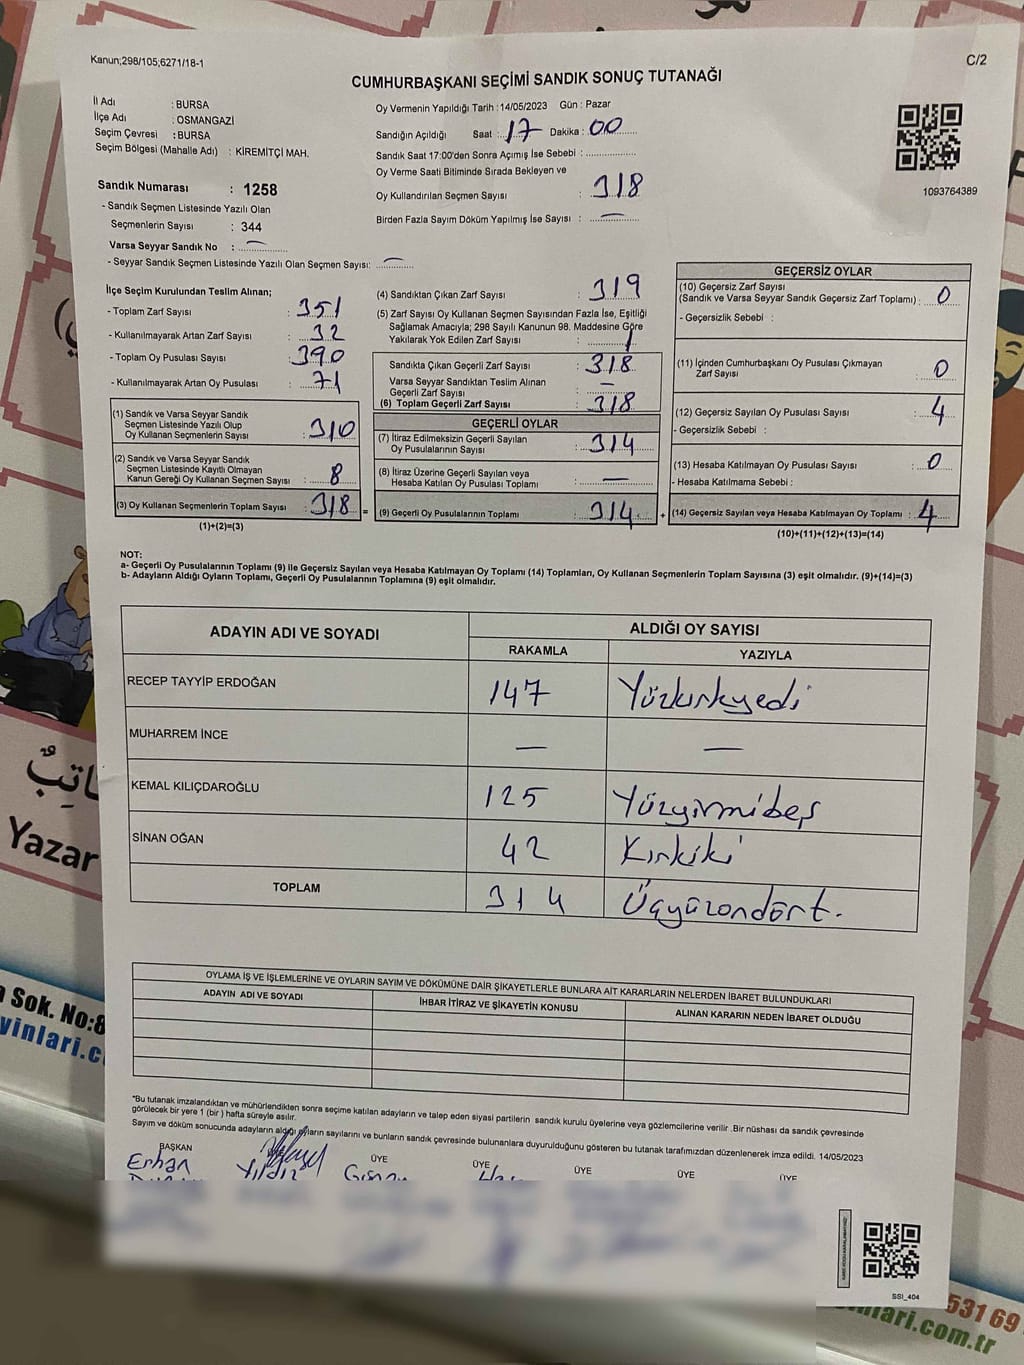 Kanun;298/105;6271/18-1
C/2
CUMHURBAŞKANI SEÇİMİ SANDIK SONUÇ TUTANAĞI
İl Adı : BURSA
İlçe Adı : OSMANGAZİ
Seçim Çevresi : BURSA
Seçim Bölgesi (Mahalle Adı) : KİREMİTÇİ MAH.
Sandık Numarası : 1258
- Sandık Seçmen Listesinde Yazılı Olan
Seçmenlerin Sayısı : 344
Varsa Seyyar Sandık No : —
- Seyyar Sandık Seçmen Listesinde Yazılı Olan Seçmen Sayısı: —
Oy Vermenin Yapıldığı Tarih :14/05/2023 Gün : Pazar
Sandığın Açıldığı Saat : 17 Dakika : 00
Sandık Saat 17:00'den Sonra Açımış İse Sebebi :
Oy Verme Saati Bitiminde Sırada Bekleyen ve
Oy Kullandırılan Seçmen Sayısı : 318
Birden Fazla Sayım Döküm Yapılmış İse Sayısı : —
1093764389
İlçe Seçim Kurulundan Teslim Alınan;
- Toplam Zarf Sayısı : 351
- Kullanılmayarak Artan Zarf Sayısı : 32
- Toplam Oy Pusulası Sayısı : 390
- Kullanılmayarak Artan Oy Pusulası : 71
(1) Sandık ve Varsa Seyyar Sandık
Seçmen Listesinde Yazılı Olup
Oy Kullanan Seçmenlerin Sayısı : 310
(2) Sandık ve Varsa Seyyar Sandık
Seçmen Listesinde Kayıtlı Olmayan
Kanun Gereği Oy Kullanan Seçmen Sayısı : 8
(3) Oy Kullanan Seçmenlerin Toplam Sayısı : 318 =
(1)+(2)=(3)
(4) Sandıktan Çıkan Zarf Sayısı : 319
(5) Zarf Sayısı Oy Kullanan Seçmen Sayısından Fazla İse, Eşitliği
Sağlamak Amacıyla; 298 Sayılı Kanunun 98. Maddesine Göre
Yakılarak Yok Edilen Zarf Sayısı : 1
Sandıkta Çıkan Geçerli Zarf Sayısı : 318
Varsa Seyyar Sandıktan Teslim Alınan
Geçerli Zarf Sayısı : —
(6) Toplam Geçerli Zarf Sayısı : 318
GEÇERLİ OYLAR
(7) İtiraz Edilmeksizin Geçerli Sayılan
Oy Pusulalarının Sayısı : 314
(8) İtiraz Üzerine Geçerli Sayılan veya
Hesaba Katılan Oy Pusulası Toplamı : —
(9) Geçerli Oy Pusulalarının Toplamı : 314 +
GEÇERSİZ OYLAR
(10) Geçersiz Zarf Sayısı
(Sandık ve Varsa Seyyar Sandık Geçersiz Zarf Toplamı) : 0
- Geçersizlik Sebebi :
(11) İçinden Cumhurbaşkanı Oy Pusulası Çıkmayan
Zarf Sayısı : 0
(12) Geçersiz Sayılan Oy Pusulası Sayısı : 4
- Geçersizlik Sebebi :
(13) Hesaba Katılmayan Oy Pusulası Sayısı : 0
- Hesaba Katılmama Sebebi :
(14) Geçersiz Sayılan veya Hesaba Katılmayan Oy Toplamı : 4
(10)+(11)+(12)+(13)=(14)
NOT:
a- Geçerli Oy Pusulalarının Toplamı (9) ile Geçersiz Sayılan veya Hesaba Katılmayan Oy Toplamı (14) Toplamları, Oy Kullanan Seçmenlerin Toplam Sayısına (3) eşit olmalıdır. (9)+(14)=(3)
b- Adayların Aldığı Oyların Toplamı, Geçerli Oy Pusulalarının Toplamına (9) eşit olmalıdır.
ADAYIN ADI VE SOYADI
ALDIĞI OY SAYISI
RAKAMLA YAZIYLA
RECEP TAYYİP ERDOĞAN 147 Yüzkırkyedi
MUHARREM İNCE — —
KEMAL KILIÇDAROĞLU 125 Yüzyirmibeş
SİNAN OĞAN 42 Kırkiki
TOPLAM 314 Üçyüzondört.
OYLAMA İŞ VE İŞLEMLERİNE VE OYLARIN SAYIM VE DÖKÜMÜNE DAİR ŞİKAYETLERLE BUNLARA AİT KARARLARIN NELERDEN İBARET BULUNDUKLARI
ADAYIN ADI VE SOYADI İHBAR İTİRAZ VE ŞİKAYETİN KONUSU ALINAN KARARIN NEDEN İBARET OLDUĞU
*Bu tutanak imzalandıktan ve mühürlendikten sonra seçime katılan adayların ve talep eden siyasi partilerin sandık kurulu üyelerine veya gözlemcilerine verilir .Bir nüshası da sandık çevresinde
görülecek bir yere 1 (bir ) hafta süreyle asılır.
Sayım ve döküm sonucunda adayların aldığı oyların sayılarını ve bunların sandık çevresinde bulunanlara duyurulduğunu gösteren bu tutanak tarafımızdan düzenlenerek imza edildi. 14/05/2023
BAŞKAN ÜYE ÜYE ÜYE ÜYE ÜYE
Erhan Yıldız
SSI_404
Yazar
Sok. No:8
yinlari.c
531 69
nlari.com.tr